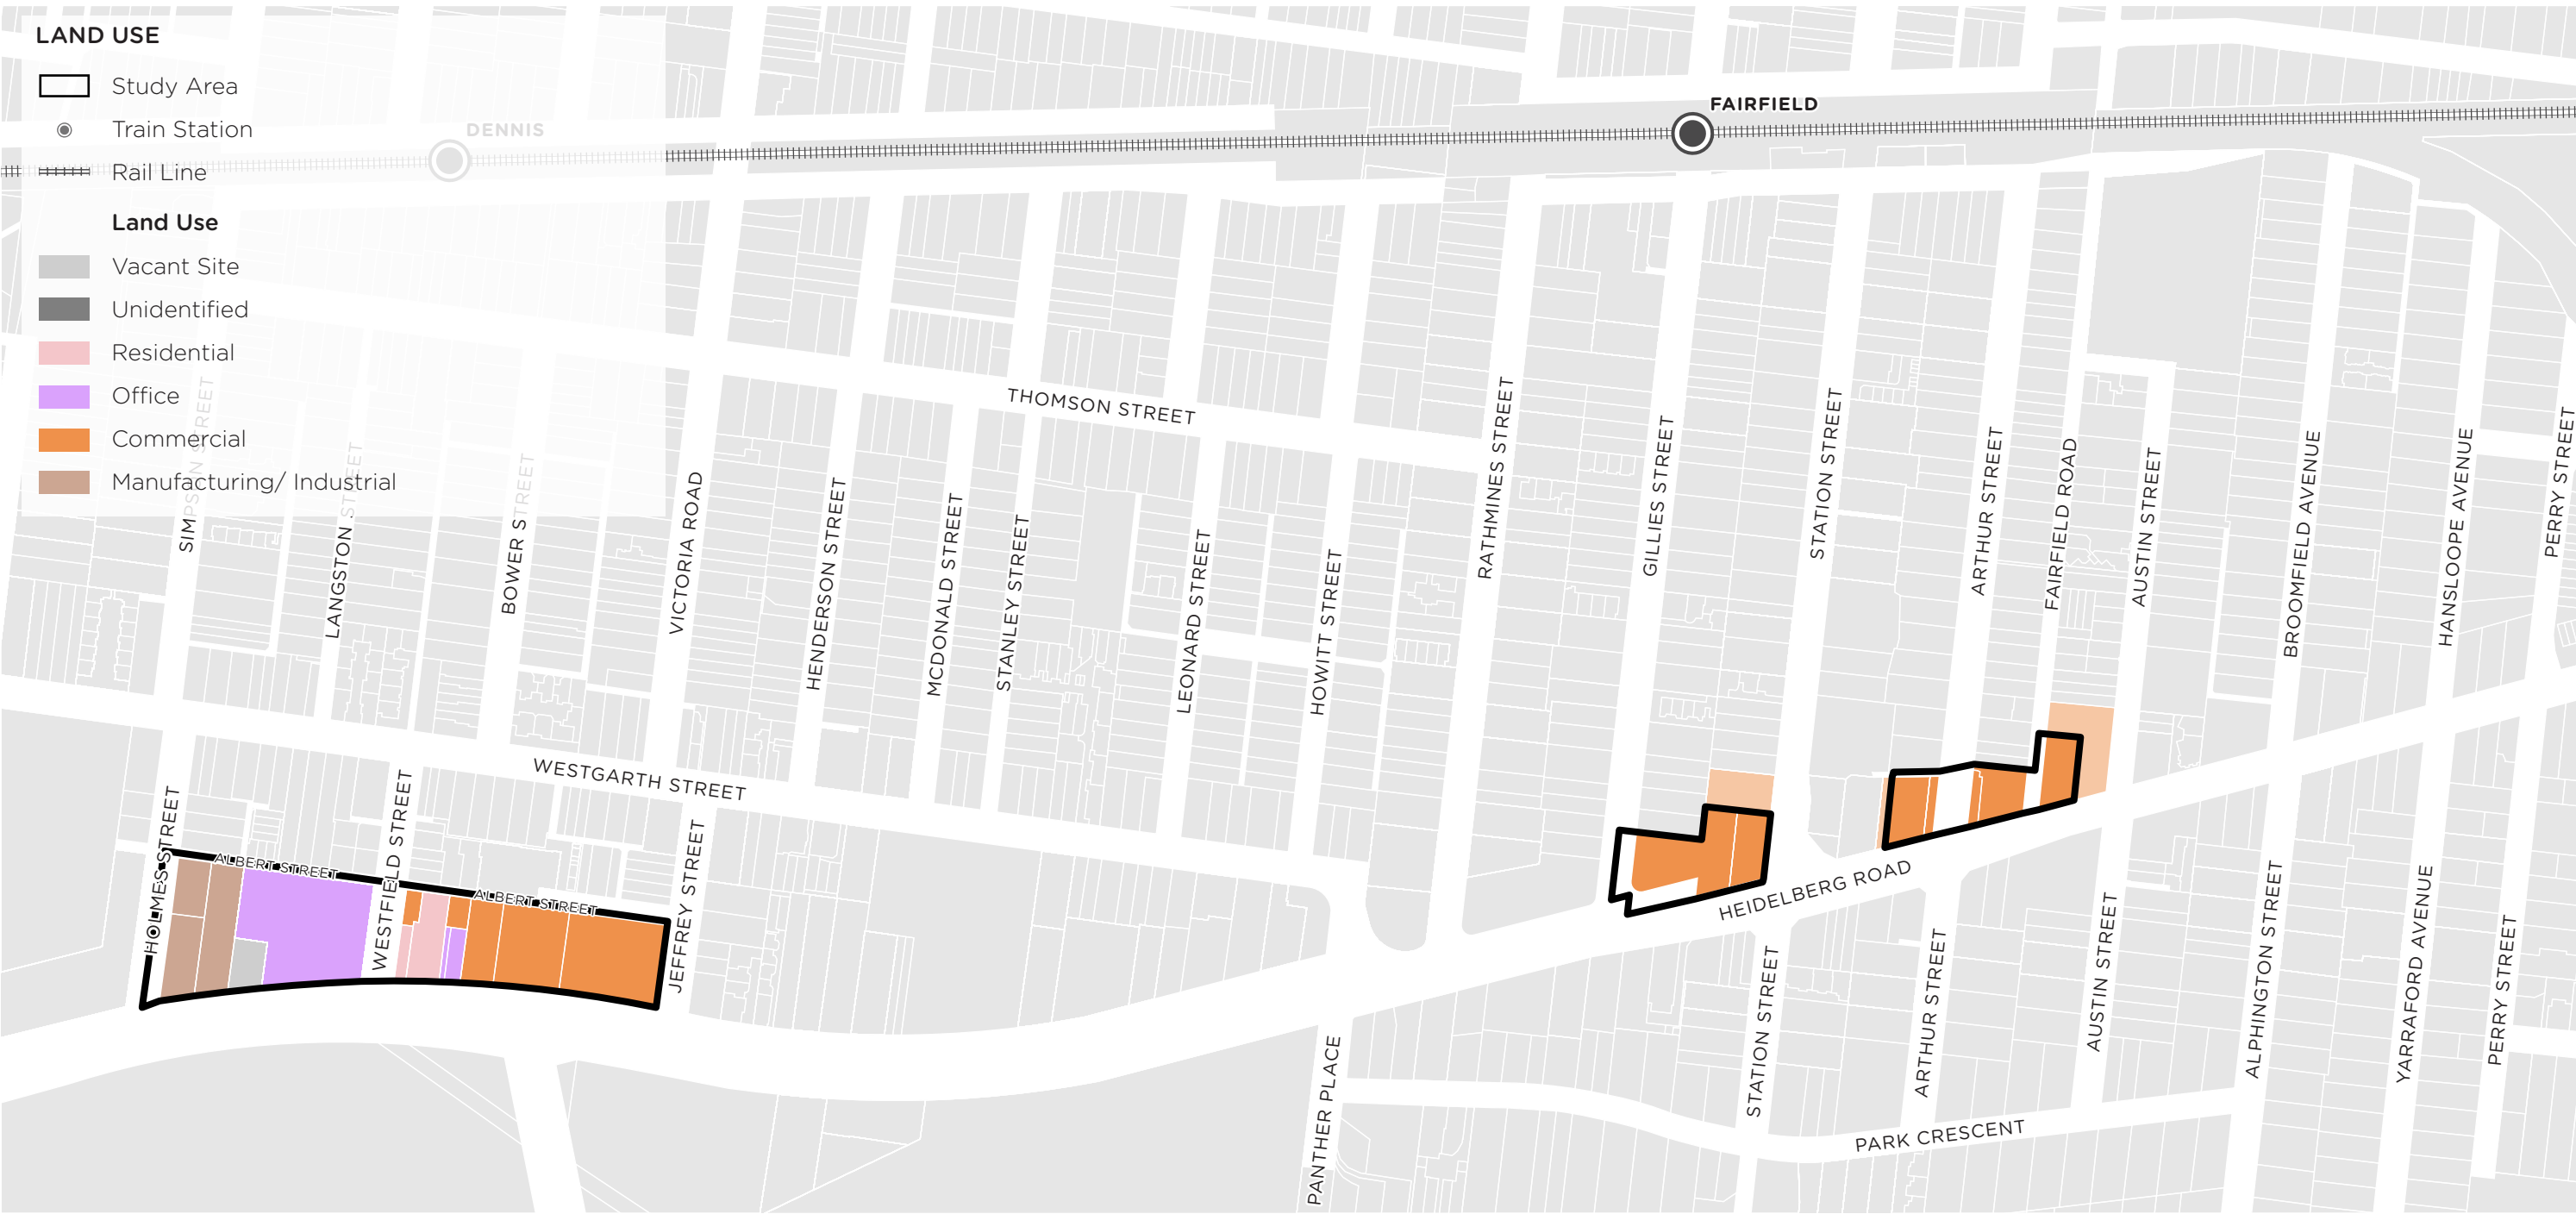 LAND USE
Study Area
Train Station
Rail Line
Land Use
Vacant Site
Unidentified
Residential
Office
Commercial
Manufacturing/ Industrial
DENNIS
FAIRFIELD
THOMSON STREET
SIMPSON STREET
LANGSTON STREET
BOWER STREET
VICTORIA ROAD
HENDERSON STREET
MCDONALD STREET
STANLEY STREET
LEONARD STREET
HOWITT STREET
RATHMINES STREET
GILLIES STREET
STATION STREET
ARTHUR STREET
FAIRFIELD ROAD
AUSTIN STREET
BROOMFIELD AVENUE
HANSLOOPE AVENUE
PERRY STREET
WESTGARTH STREET
HOLMES STREET
ALBERT STREET
WESTFIELD STREET
ALBERT STREET
JEFFREY STREET
HEIDELBERG ROAD
PANTHER PLACE
STATION STREET
ARTHUR STREET
AUSTIN STREET
ALPHINGTON STREET
YARRAFORD AVENUE
PERRY STREET
PARK CRESCENT